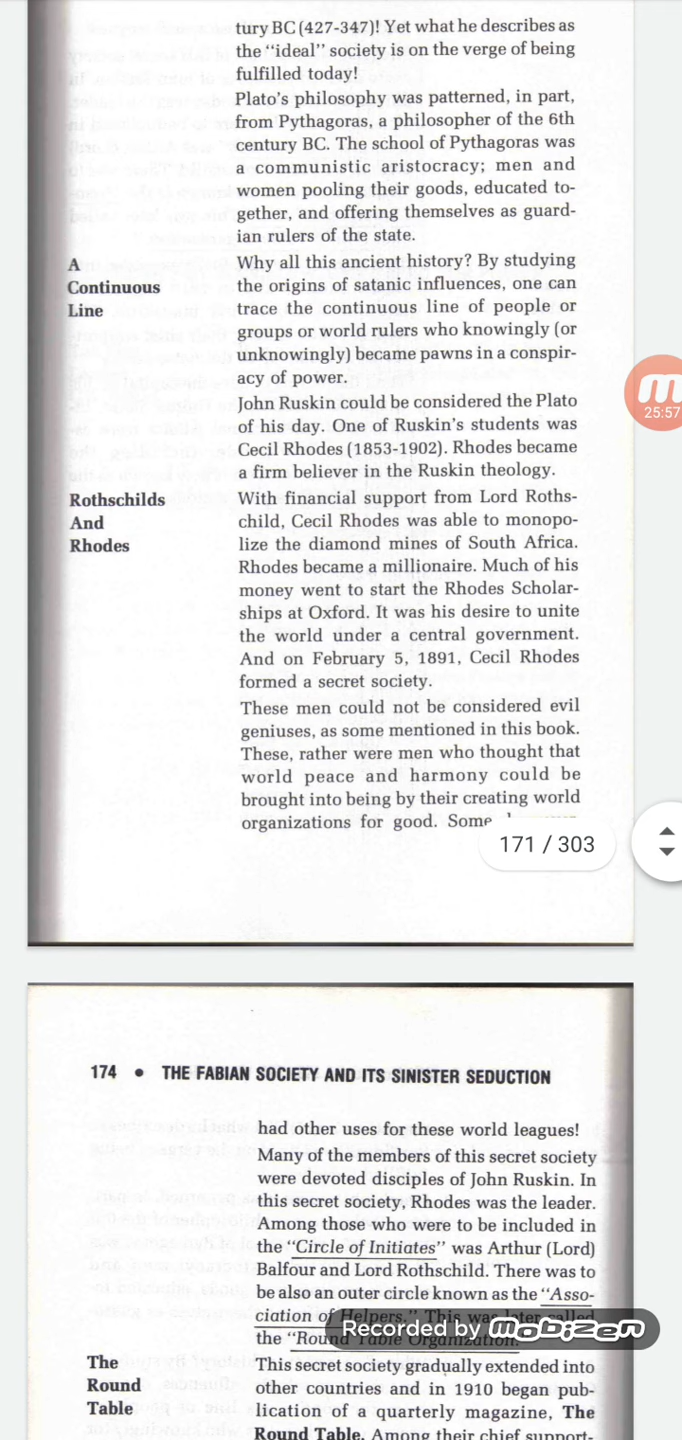 tury BC (427-347)! Yet what he describes as
the “ideal” society is on the verge of being
fulfilled today!
Plato’s philosophy was patterned, in part,
from Pythagoras, a philosopher of the 6th
century BC. The school of Pythagoras was
a communistic aristocracy; men and
women pooling their goods, educated to-
gether, and offering themselves as guard-
ian rulers of the state.
A
Continuous
Line
Why all this ancient history? By studying
the origins of satanic influences, one can
trace the continuous line of people or
groups or world rulers who knowingly (or
unknowingly) became pawns in a conspir-
acy of power.
John Ruskin could be considered the Plato
of his day. One of Ruskin’s students was
Cecil Rhodes (1853-1902). Rhodes became
a firm believer in the Ruskin theology.
Rothschilds
And
Rhodes
With financial support from Lord Roths-
child, Cecil Rhodes was able to monopo-
lize the diamond mines of South Africa.
Rhodes became a millionaire. Much of his
money went to start the Rhodes Scholar-
ships at Oxford. It was his desire to unite
the world under a central government.
And on February 5, 1891, Cecil Rhodes
formed a secret society.
These men could not be considered evil
geniuses, as some mentioned in this book.
These, rather were men who thought that
world peace and harmony could be
brought into being by their creating world
organizations for good. Some
25:57
171 / 303
174 • THE FABIAN SOCIETY AND ITS SINISTER SEDUCTION
had other uses for these world leagues!
Many of the members of this secret society
were devoted disciples of John Ruskin. In
this secret society, Rhodes was the leader.
Among those who were to be included in
the “Circle of Initiates” was Arthur (Lord)
Balfour and Lord Rothschild. There was to
be also an outer circle known as the “Asso-
ciation of Helpers.” This was later called
the “Round Table Organization.”
Recorded by mobizen
The
Round
Table
This secret society gradually extended into
other countries and in 1910 began pub-
lication of a quarterly magazine, The
Round Table. Among their chief support-